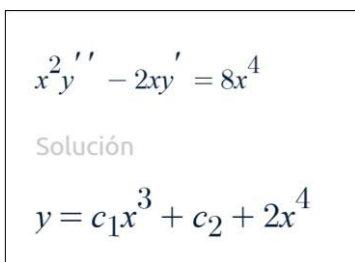 x²y'' − 2xy' = 8x⁴
Solución
y = c₁x³ + c₂ + 2x⁴